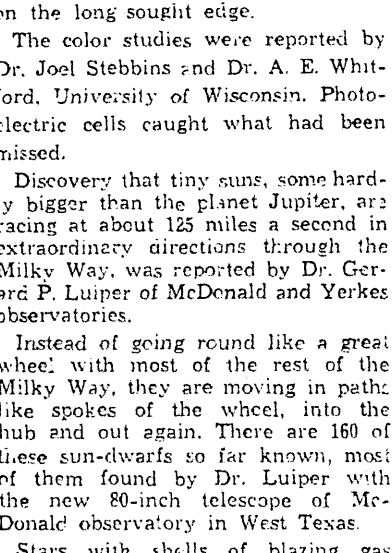 on the long sought edge.
The color studies were reported by
Dr. Joel Stebbins and Dr. A. E. Whit-
ford, University of Wisconsin. Photo-
electric cells caught what had been
missed.
Discovery that tiny suns, some hard-
ly bigger than the planet Jupiter, are
racing at about 125 miles a second in
extraordinary directions through the
Milky Way, was reported by Dr. Ger-
ard P. Luiper of McDonald and Yerkes
observatories.
Instead of going round like a great
wheel with most of the rest of the
Milky Way, they are moving in paths
like spokes of the wheel, into the
hub and out again. There are 160 of
these sun-dwarfs so far known, most
of them found by Dr. Luiper with
the new 80-inch telescope of Mc-
Donald observatory in West Texas.
Stars with shells of blazing gas